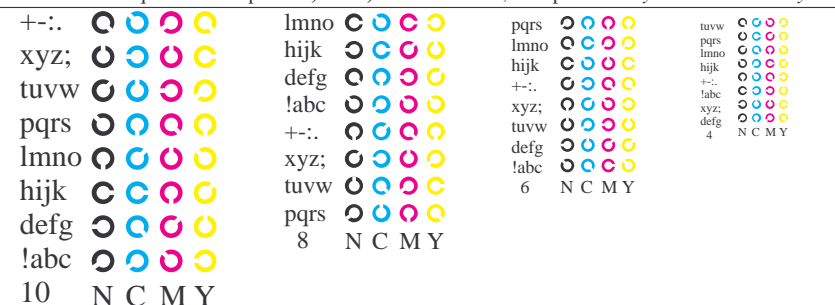 +-:.
xyz;
tuvw
pqrs
lmno
hijk
defg
!abc
10 N C M Y
lmno
hijk
defg
!abc
+-:.
xyz;
tuvw
pqrs
8 N C M Y
pqrs
lmno
hijk
+-:.
xyz;
tuvw
defg
!abc
6 N C M Y
tuvw
pqrs
lmno
hijk
+-:.
!abc
xyz;
defg
4 N C M Y